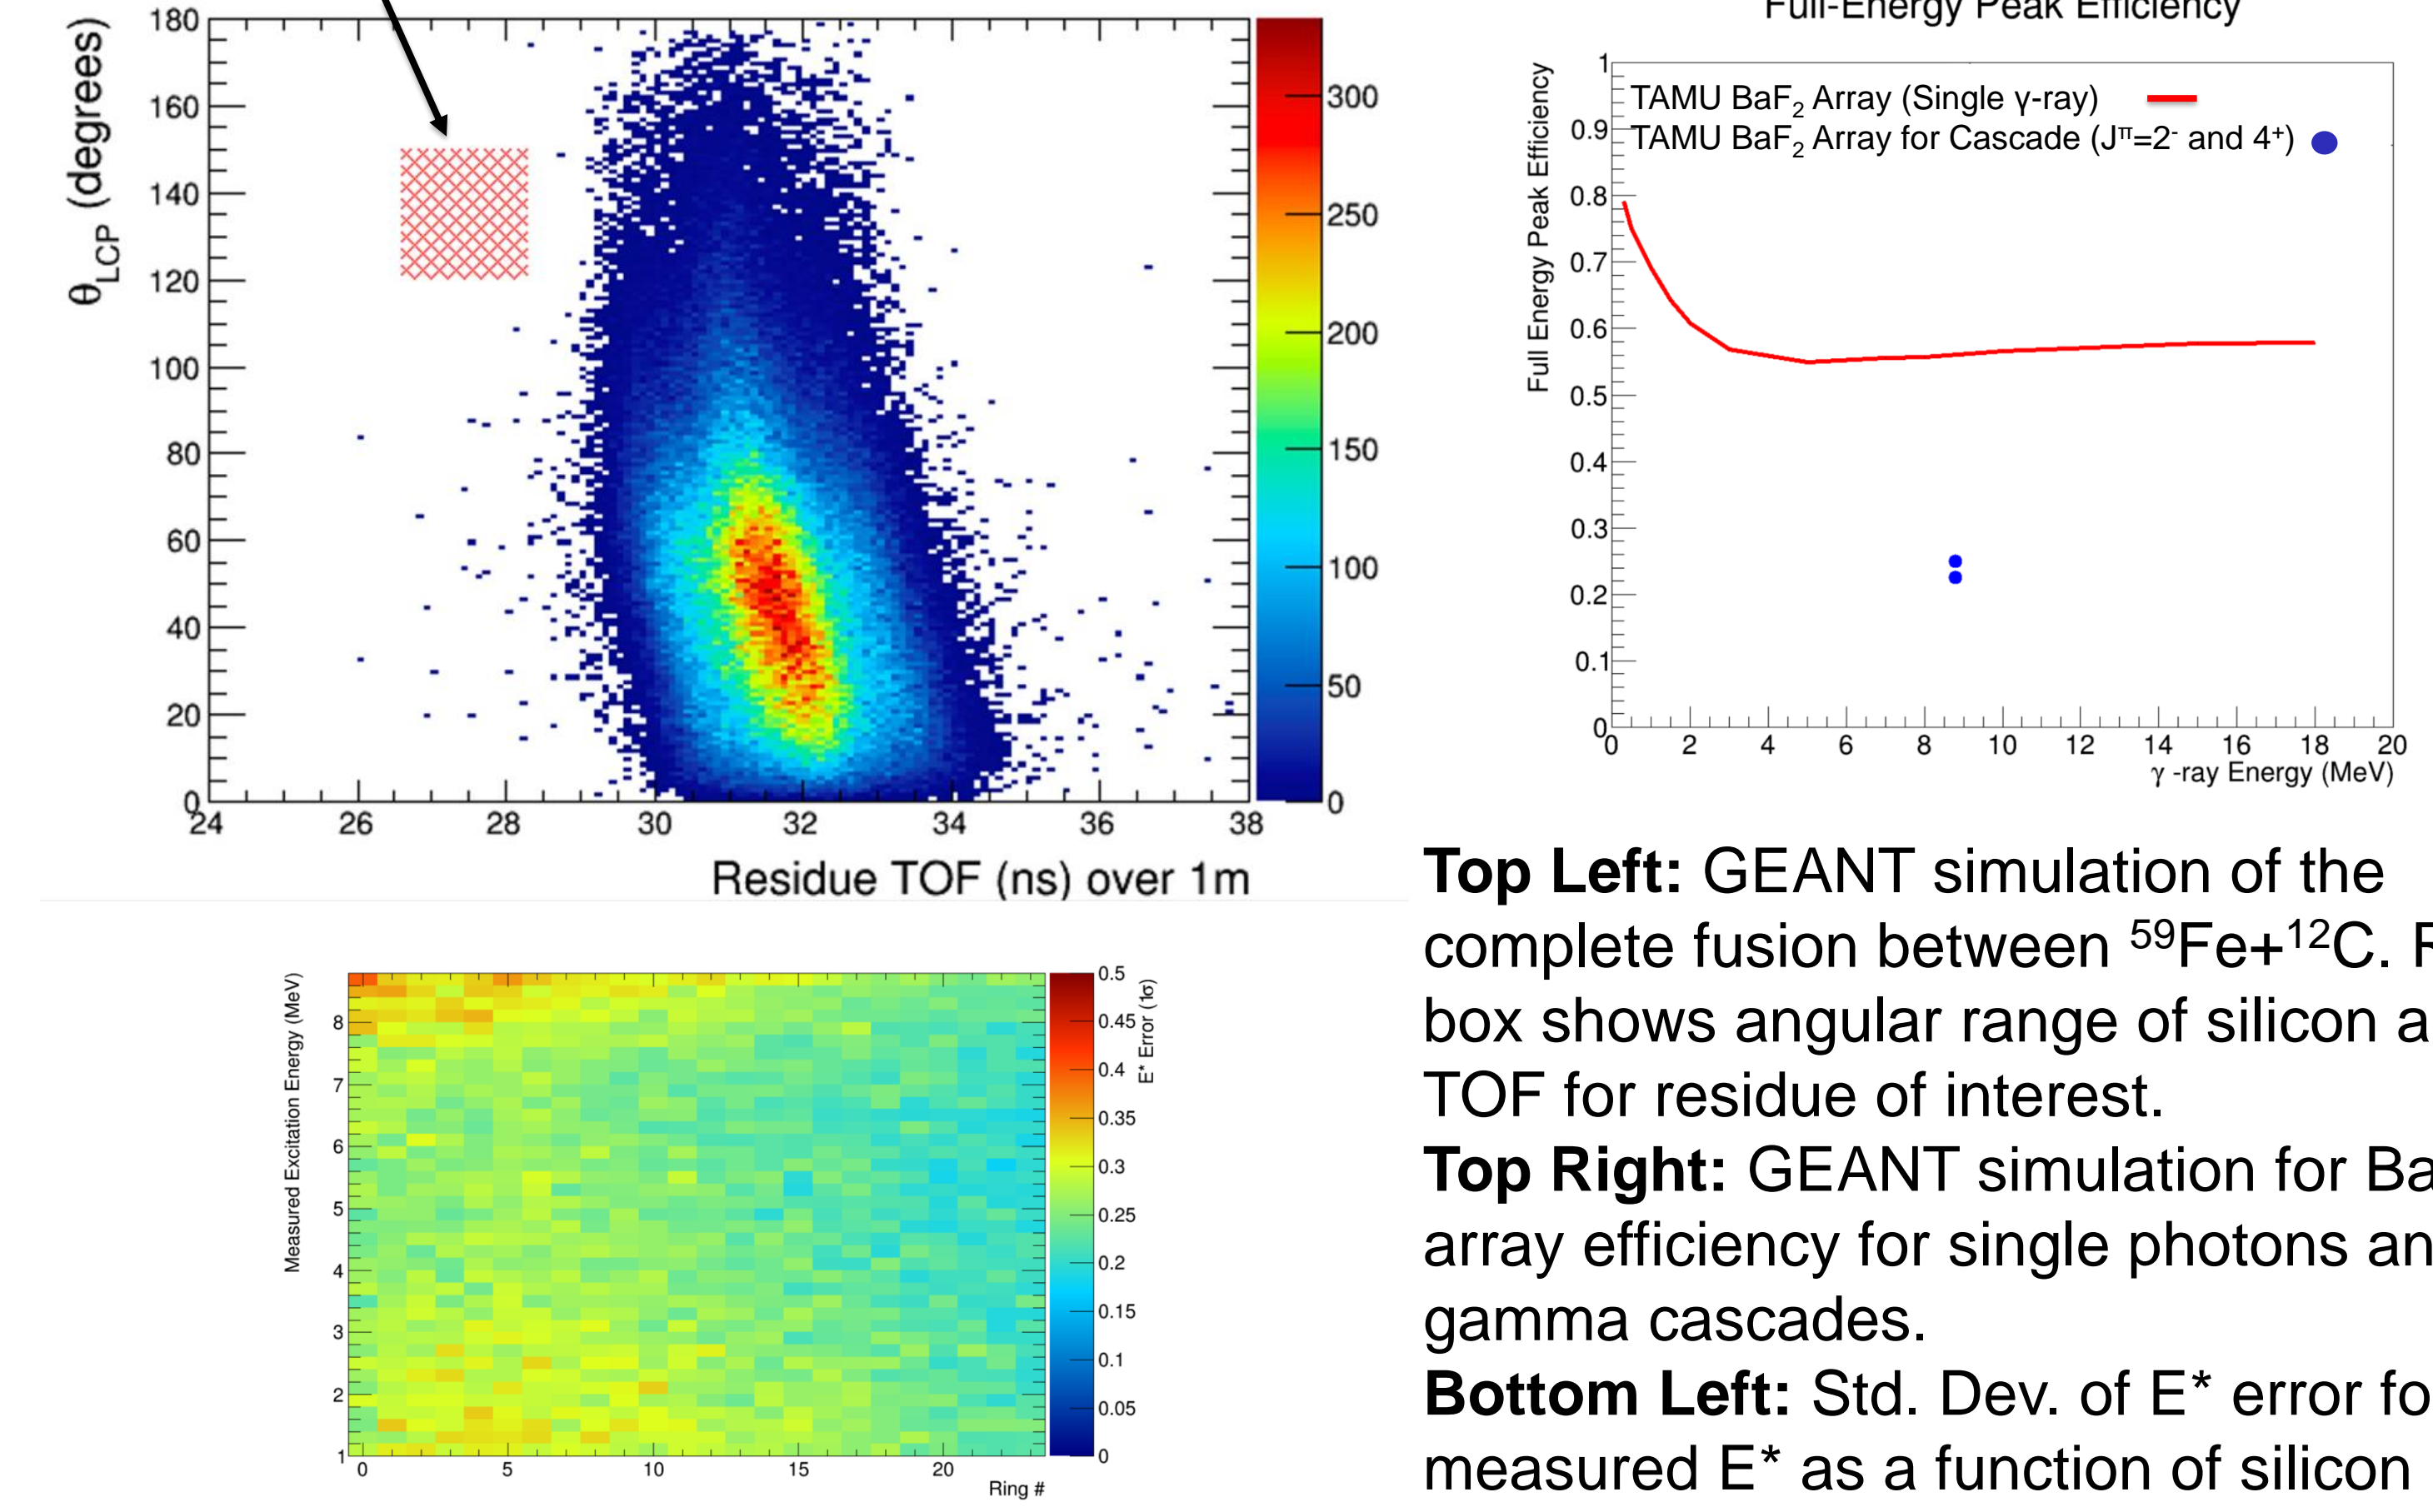 180
160
140
120
100
80
60
40
20
0
θLCP (degrees)
24 26 28 30 32 34 36 38
Residue TOF (ns) over 1m
300
250
200
150
100
50
0
Full-Energy Peak Efficiency
Full Energy Peak Efficiency
1
0.9
0.8
0.7
0.6
0.5
0.4
0.3
0.2
0.1
0
TAMU BaF₂ Array (Single γ-ray)
TAMU BaF₂ Array for Cascade (Jπ=2⁻ and 4⁺)
0 2 4 6 8 10 12 14 16 18 20
γ -ray Energy (MeV)
Measured Excitation Energy (MeV)
8
7
6
5
4
3
2
1
0 5 10 15 20
Ring #
0.5
0.45
0.4
0.35
0.3
0.25
0.2
0.15
0.1
0.05
0
E* Error (1σ)
Top Left: GEANT simulation of the
complete fusion between ⁵⁹Fe+¹²C.
box shows angular range of silicon
TOF for residue of interest.
Top Right: GEANT simulation for
array efficiency for single photons
gamma cascades.
Bottom Left: Std. Dev. of E* error
measured E* as a function of silicon